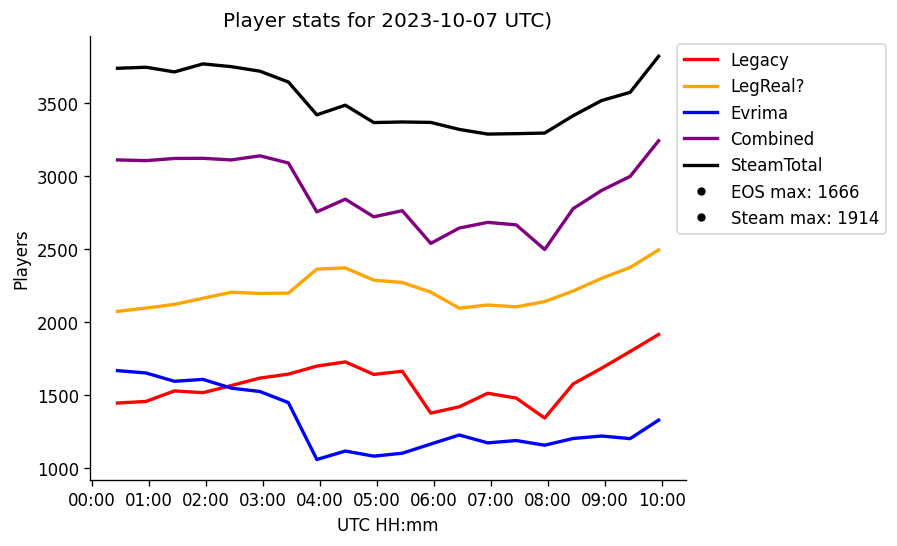 Player stats for 2023-10-07 UTC)
Players
3500
3000
2500
2000
1500
1000
00:00 01:00 02:00 03:00 04:00 05:00 06:00 07:00 08:00 09:00 10:00
UTC HH:mm
Legacy
LegReal?
Evrima
Combined
SteamTotal
EOS max: 1666
Steam max: 1914